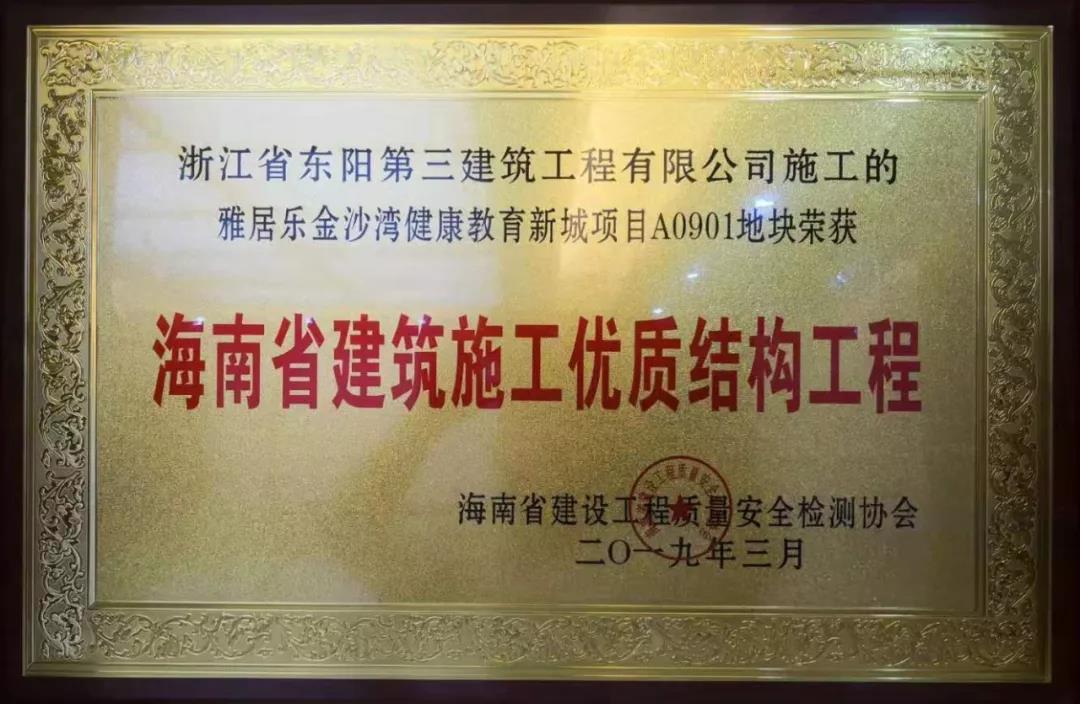 浙江省东阳第三建筑工程有限公司施工的
雅居乐金沙湾健康教育新城项目A0901地块荣获
海南省建筑施工优质结构工程
海南省建设工程质量安全检测协会
二〇一九年三月